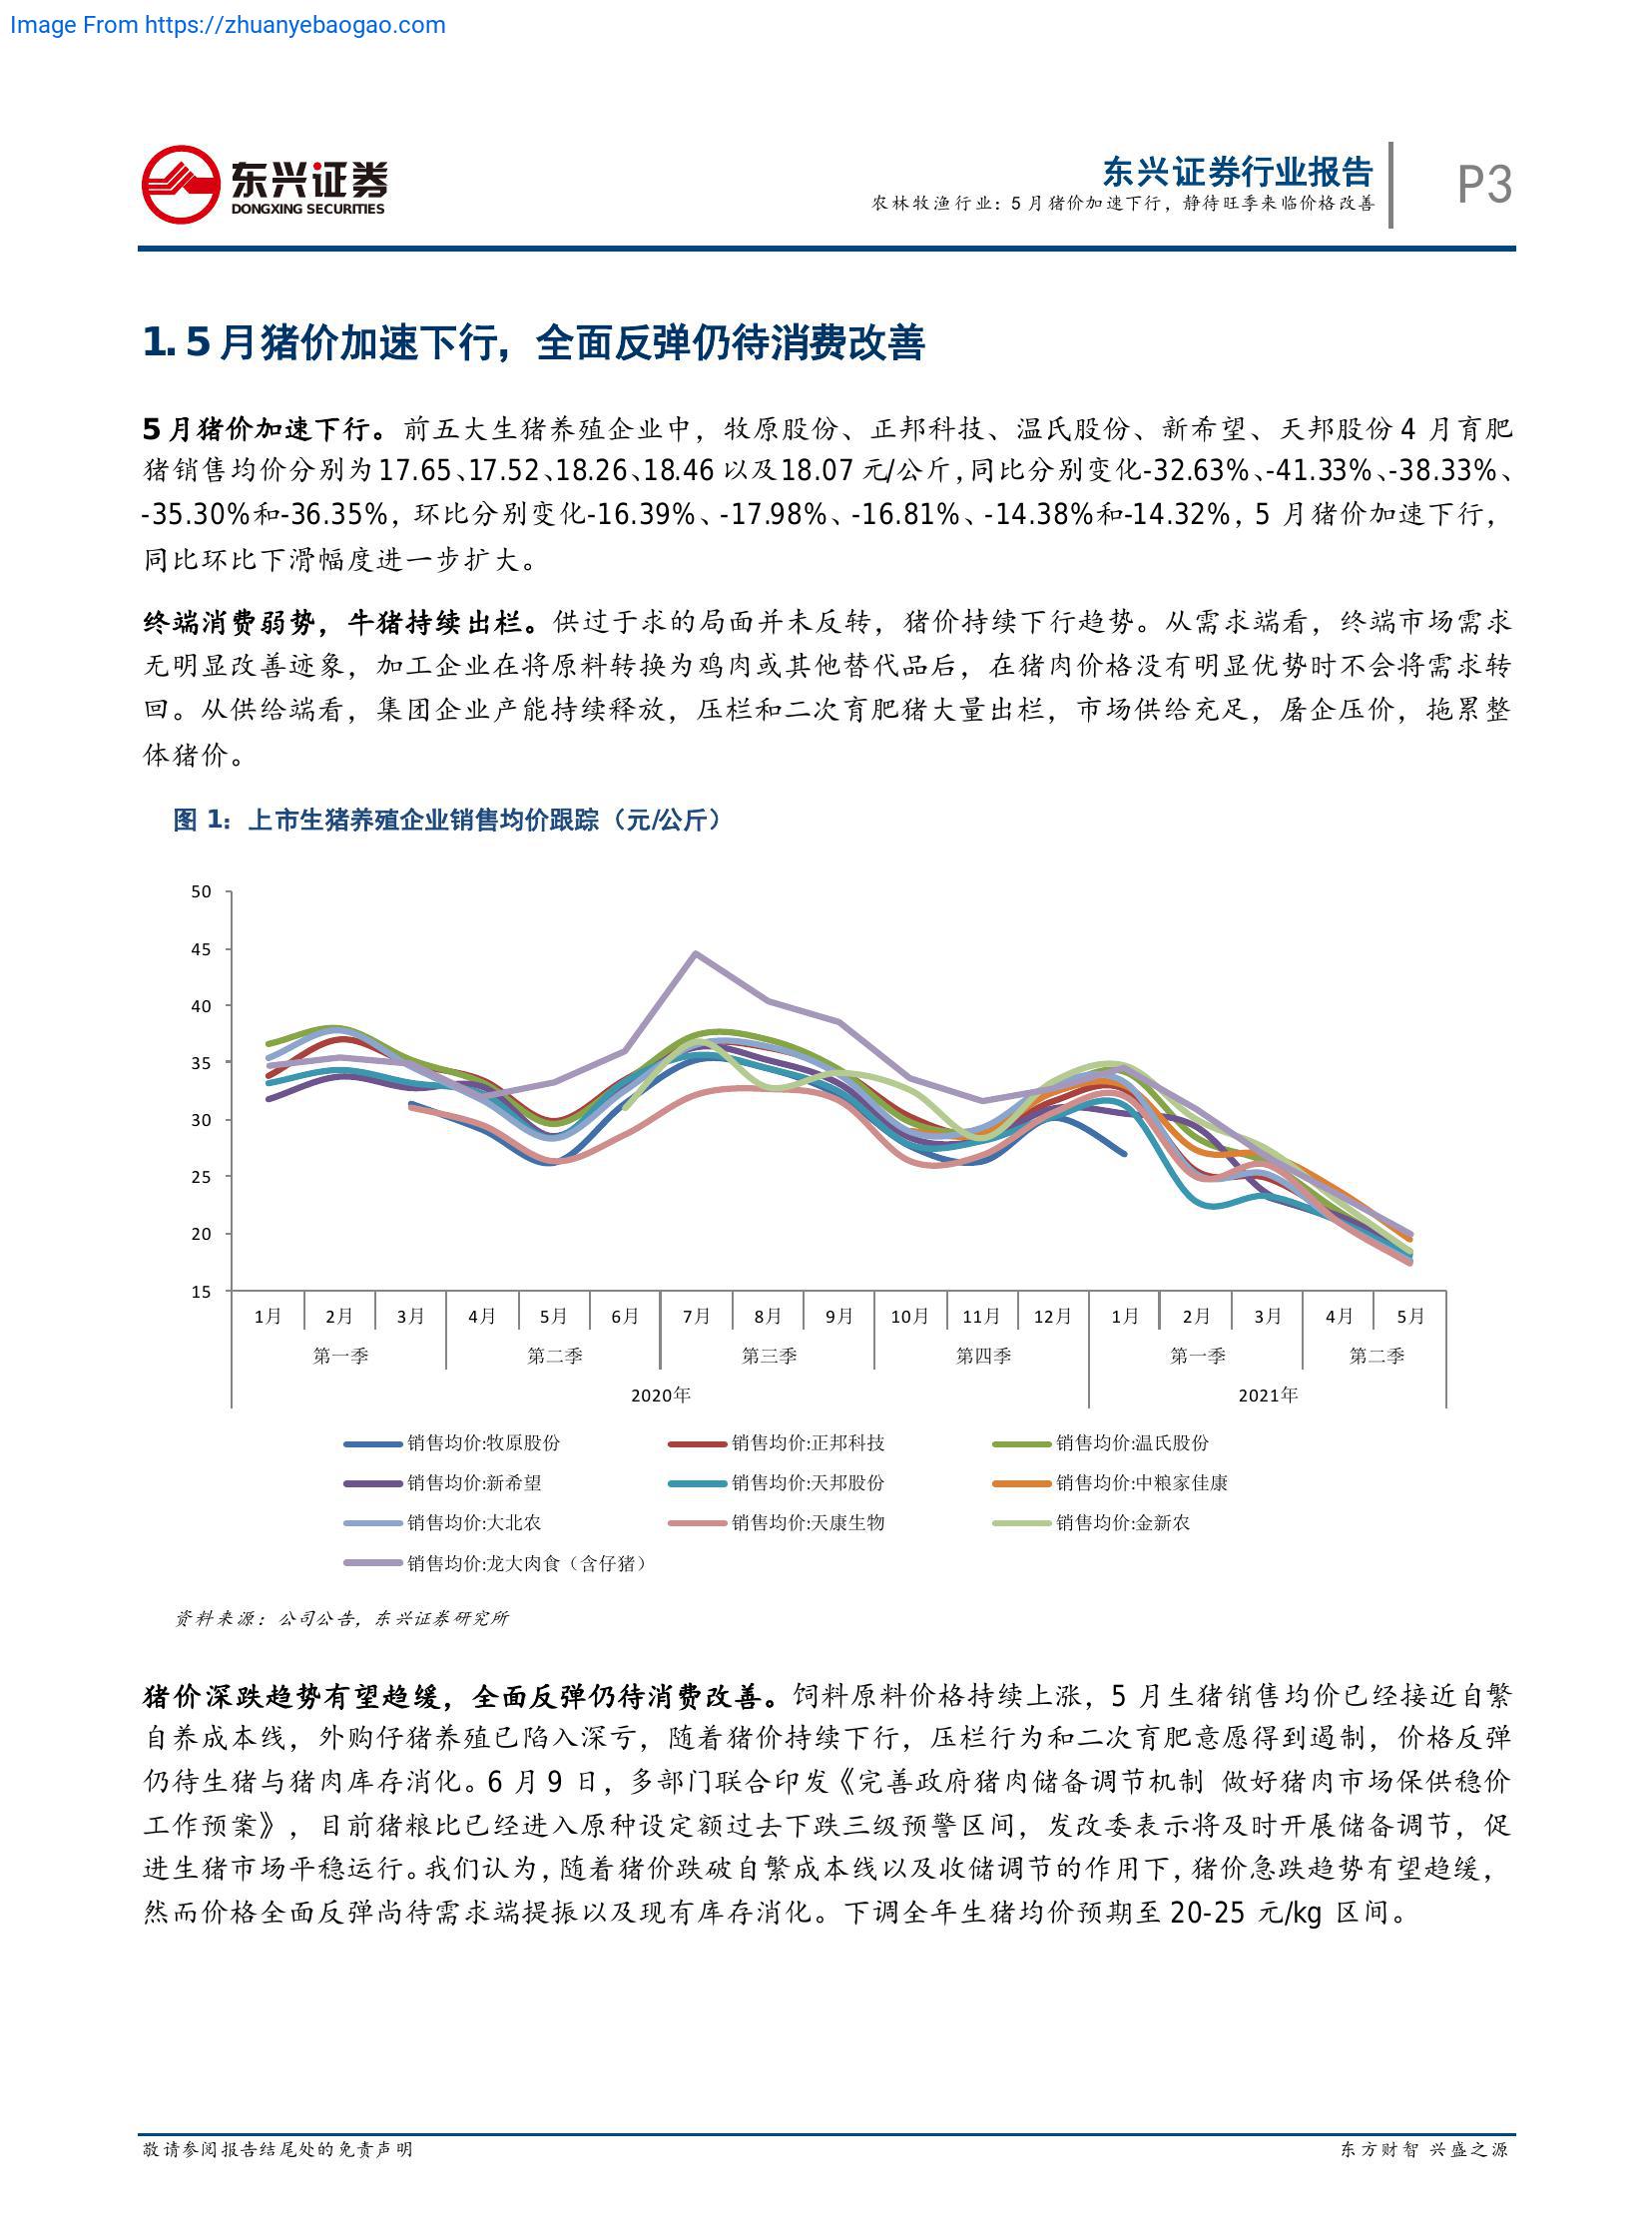 Image From https://zhuanyebaogao.com
东兴证券
DONGXING SECURITIES
东兴证券行业报告
农林牧渔行业：5月猪价加速下行，静待旺季来临价格改善
P3
1. 5月猪价加速下行，全面反弹仍待消费改善
5月猪价加速下行。前五大生猪养殖企业中，牧原股份、正邦科技、温氏股份、新希望、天邦股份4 月育肥
猪销售均价分别为17.65、17.52、18.26、18.46以及18.07元/公斤，同比分别变化-32.63%、-41.33%、-38.33%、
-35.30%和-36.35%，环比分别变化-16.39%、-17.98%、-16.81%、-14.38%和-14.32%，5 月猪价加速下行，
同比环比下滑幅度进一步扩大。
终端消费弱势，牛猪持续出栏。供过于求的局面并未反转，猪价持续下行趋势。从需求端看，终端市场需求
无明显改善迹象，加工企业在将原料转换为鸡肉或其他替代品后，在猪肉价格没有明显优势时不会将需求转
回。从供给端看，集团企业产能持续释放，压栏和二次育肥猪大量出栏，市场供给充足，屠企压价，拖累整
体猪价。
图 1：上市生猪养殖企业销售均价跟踪（元/公斤）
50
45
40
35
30
25
20
15
1月 2月 3月 4月 5月 6月 7月 8月 9月 10月 11月 12月 1月 2月 3月 4月 5月
第一季 第二季 第三季 第四季 第一季 第二季
2020年 2021年
销售均价:牧原股份 销售均价:正邦科技 销售均价:温氏股份
销售均价:新希望 销售均价:天邦股份 销售均价:中粮家佳康
销售均价:大北农 销售均价:天康生物 销售均价:金新农
销售均价:龙大肉食（含仔猪）
资料来源：公司公告，东兴证券研究所
猪价深跌趋势有望趋缓，全面反弹仍待消费改善。饲料原料价格持续上涨，5 月生猪销售均价已经接近自繁
自养成本线，外购仔猪养殖已陷入深亏，随着猪价持续下行，压栏行为和二次育肥意愿得到遏制，价格反弹
仍待生猪与猪肉库存消化。6 月 9 日，多部门联合印发《完善政府猪肉储备调节机制 做好猪肉市场保供稳价
工作预案》，目前猪粮比已经进入原种设定额过去下跌三级预警区间，发改委表示将及时开展储备调节，促
进生猪市场平稳运行。我们认为，随着猪价跌破自繁成本线以及收储调节的作用下，猪价急跌趋势有望趋缓，
然而价格全面反弹尚待需求端提振以及现有库存消化。下调全年生猪均价预期至 20-25 元/kg 区间。
敬请参阅报告结尾处的免责声明
东方财智 兴盛之源